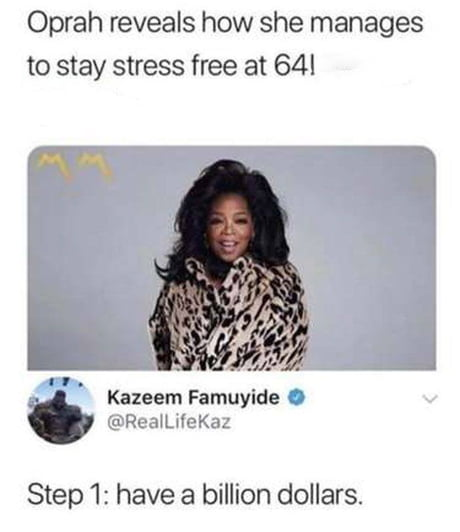 Oprah reveals how she manages
to stay stress free at 64!
MM
Kazeem Famuyide
@RealLifeKaz
Step 1: have a billion dollars.